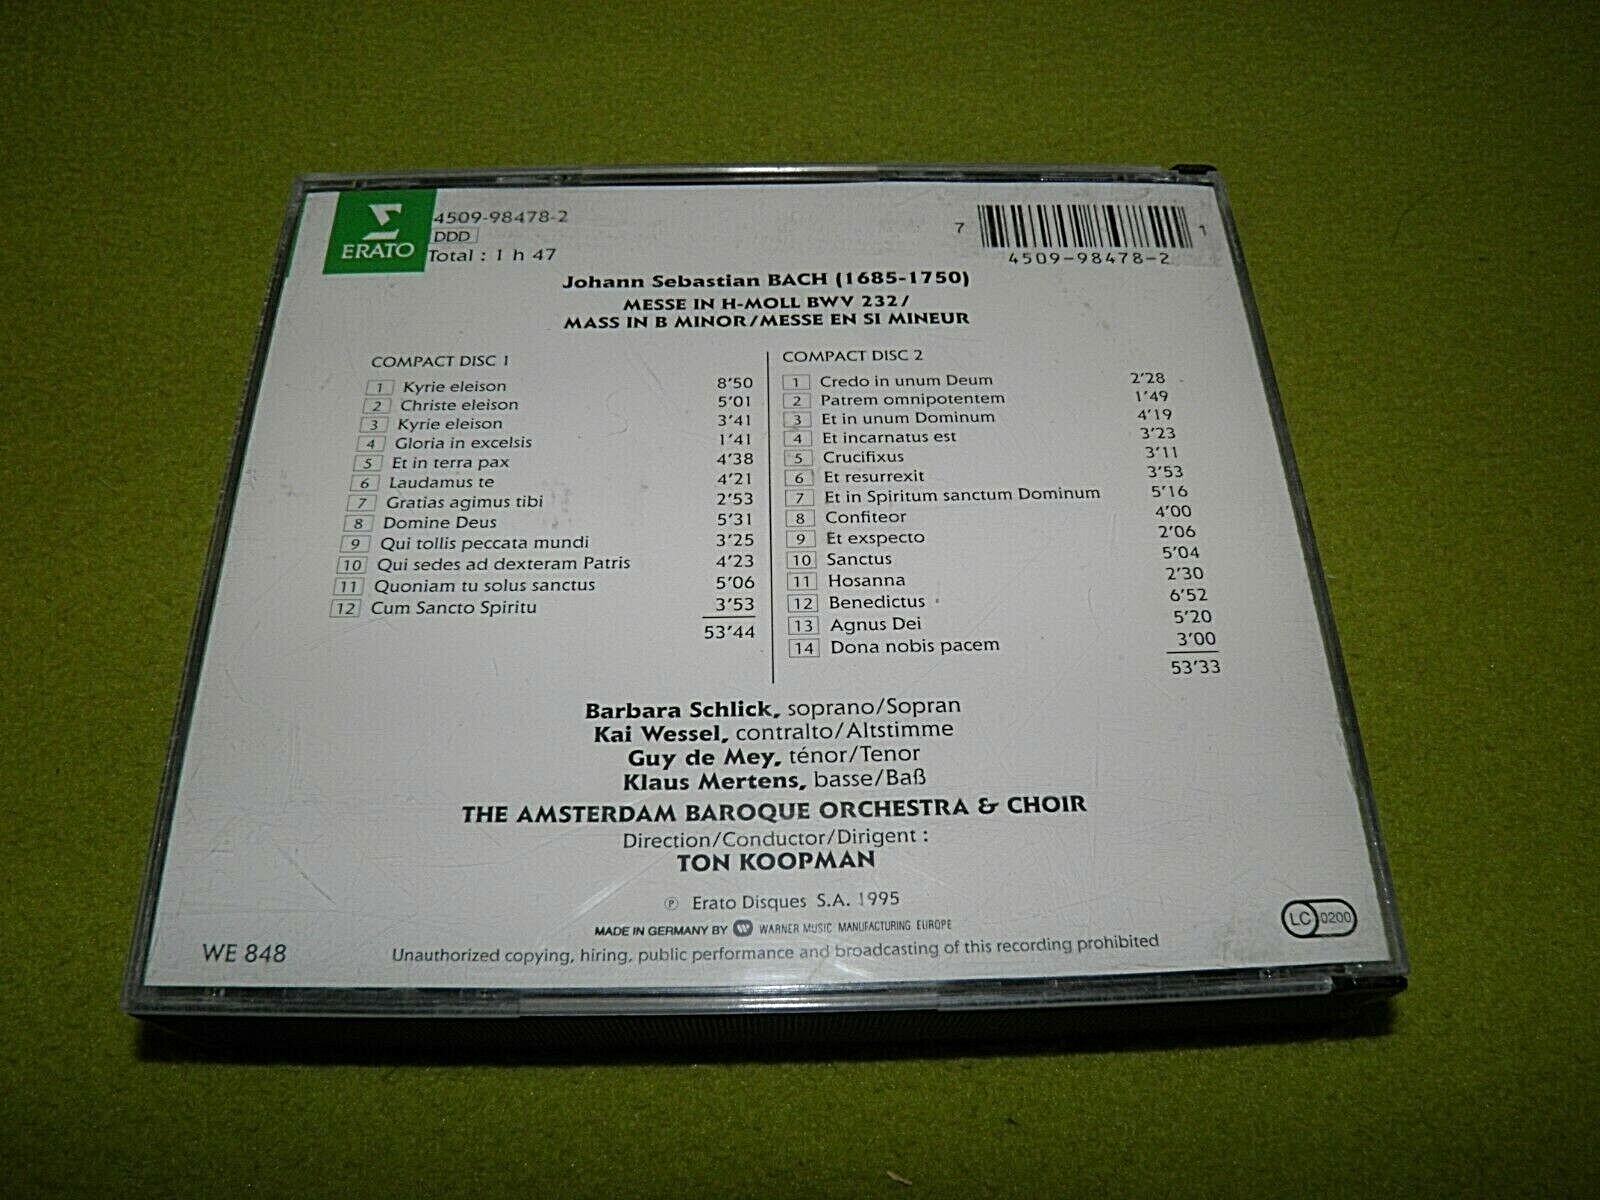 ERATO
4509-98478-2
DDD
Total : 1 h 47
7
1
4509-98478-2
Johann Sebastian BACH (1685-1750)
MESSE IN H-MOLL BWV 232/
MASS IN B MINOR/MESSE EN SI MINEUR
COMPACT DISC 1
1 Kyrie eleison 8'50
2 Christe eleison 5'01
3 Kyrie eleison 3'41
4 Gloria in excelsis 1'41
5 Et in terra pax 4'38
6 Laudamus te 4'21
7 Gratias agimus tibi 2'53
8 Domine Deus 5'31
9 Qui tollis peccata mundi 3'25
10 Qui sedes ad dexteram Patris 4'23
11 Quoniam tu solus sanctus 5'06
12 Cum Sancto Spiritu 3'53
53'44
COMPACT DISC 2
1 Credo in unum Deum 2'28
2 Patrem omnipotentem 1'49
3 Et in unum Dominum 4'19
4 Et incarnatus est 3'23
5 Crucifixus 3'11
6 Et resurrexit 3'53
7 Et in Spiritum sanctum Dominum 5'16
8 Confiteor 4'00
9 Et exspecto 2'06
10 Sanctus 5'04
11 Hosanna 2'30
12 Benedictus 6'52
13 Agnus Dei 5'20
14 Dona nobis pacem 3'00
53'33
Barbara Schlick, soprano/Sopran
Kai Wessel, contralto/Altstimme
Guy de Mey, ténor/Tenor
Klaus Mertens, basse/Baß
THE AMSTERDAM BAROQUE ORCHESTRA & CHOIR
Direction/Conductor/Dirigent :
TON KOOPMAN
℗ Erato Disques S.A. 1995
MADE IN GERMANY BY WARNER MUSIC MANUFACTURING EUROPE
LC 0200
WE 848
Unauthorized copying, hiring, public performance and broadcasting of this recording prohibited